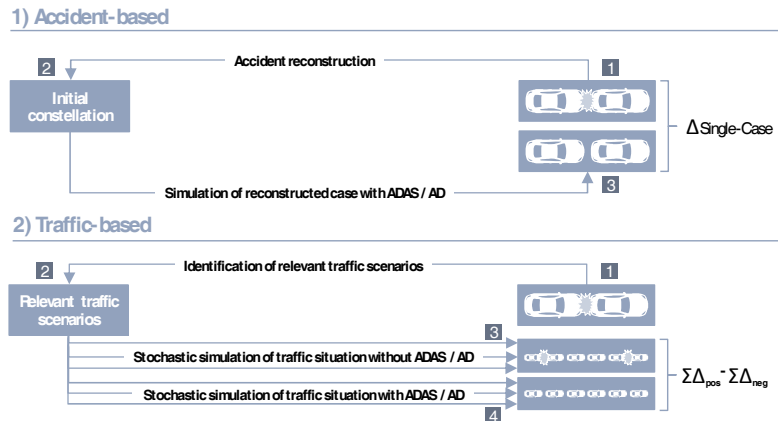 1) Accident-based
2
Accident reconstruction
1
Initial
constellation
Δ Single-Case
Simulation of reconstructed case with ADAS / AD
3
2) Traffic-based
2
Identification of relevant traffic scenarios
1
Relevant traffic
scenarios
3
Stochastic simulation of traffic situation without ADAS / AD
ΣΔpos - ΣΔneg
Stochastic simulation of traffic situation with ADAS / AD
4